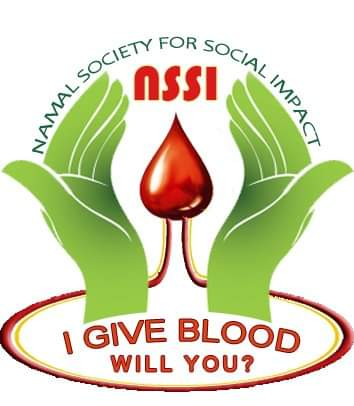 NAMAL SOCIETY FOR SOCIAL IMPACT
NSSI
I GIVE BLOOD
WILL YOU?